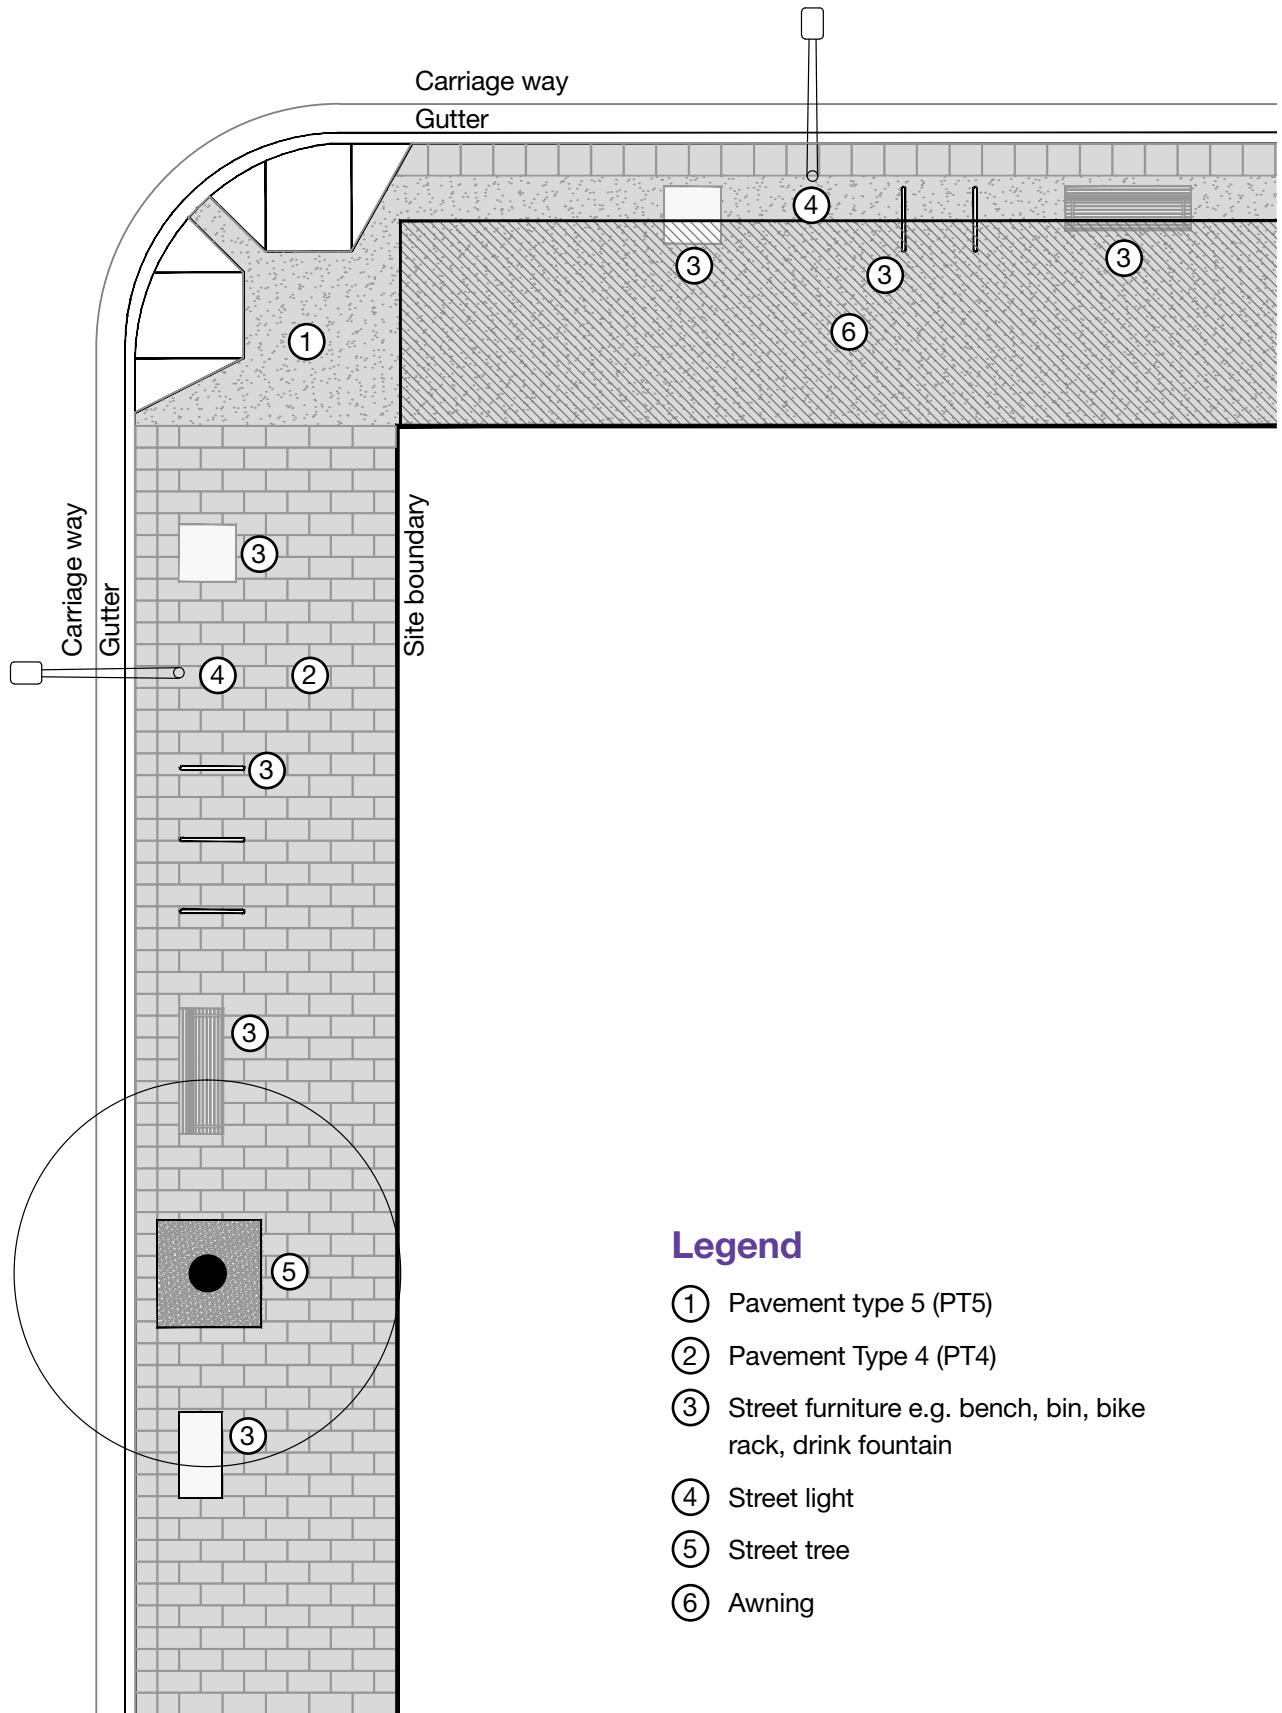 Carriage way
Gutter
4
3
3
3
6
1
Carriage way
Gutter
Site boundary
3
4
2
3
3
5
3
Legend
1 Pavement type 5 (PT5)
2 Pavement Type 4 (PT4)
3 Street furniture e.g. bench, bin, bike
rack, drink fountain
4 Street light
5 Street tree
6 Awning